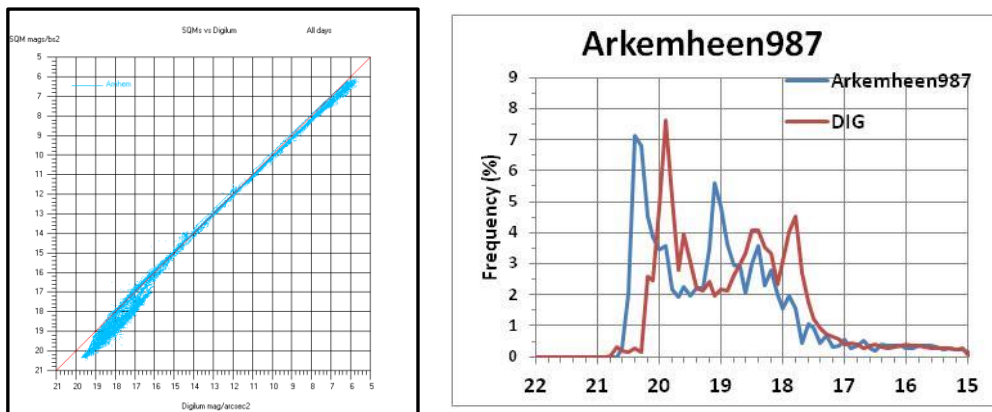 SQMs vs Digilum All days
SQM mags/bs2
5
6
7
8
9
10
11
12
13
14
15
16
17
18
19
20
21
Arnhem
21 20 19 18 17 16 15 14 13 12 11 10 9 8 7 6 5
Digilum mag/arcsec2
Arkemheen987
9
8
7
6
5
4
3
2
1
0
Frequency (%)
Arkemheen987
DIG
22 21 20 19 18 17 16 15